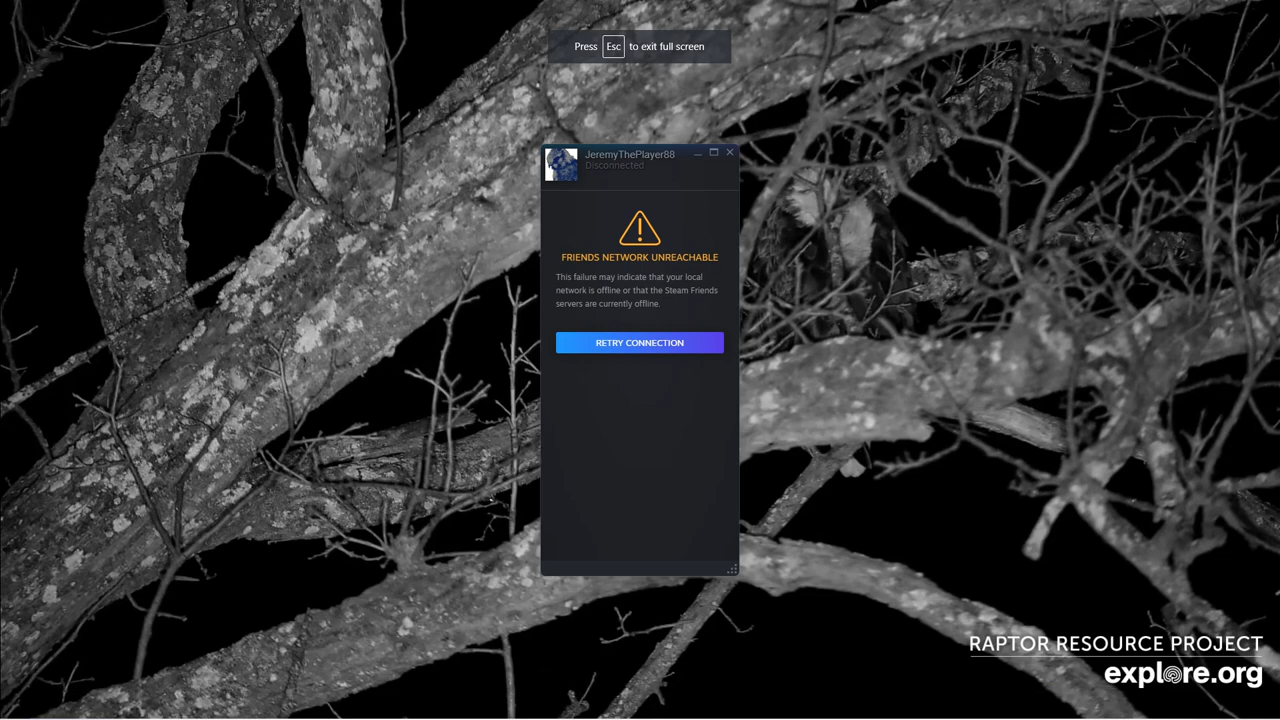 Press Esc to exit full screen
JeremyThePlayer88
Disconnected
FRIENDS NETWORK UNREACHABLE
This failure may indicate that your local
network is offline or that the Steam Friends
servers are currently offline.
RETRY CONNECTION
RAPTOR RESOURCE PROJECT
explore.org